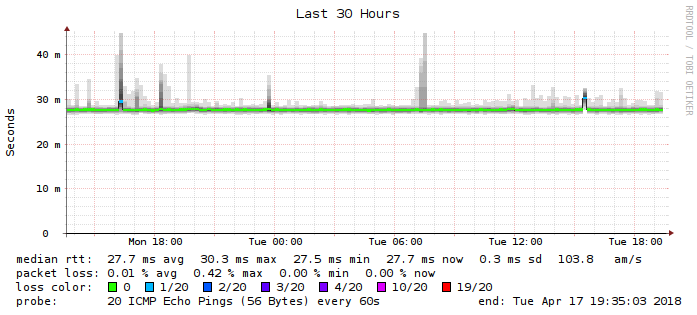 Last 30 Hours
RRDTOOL / TOBI OETIKER
Seconds
40 m
30 m
20 m
10 m
0
Mon 18:00 Tue 00:00 Tue 06:00 Tue 12:00 Tue 18:00
median rtt: 27.7 ms avg 30.3 ms max 27.5 ms min 27.7 ms now 0.3 ms sd 103.8 am/s
packet loss: 0.01 % avg 0.42 % max 0.00 % min 0.00 % now
loss color: 0 1/20 2/20 3/20 4/20 10/20 19/20
probe: 20 ICMP Echo Pings (56 Bytes) every 60s end: Tue Apr 17 19:35:03 2018